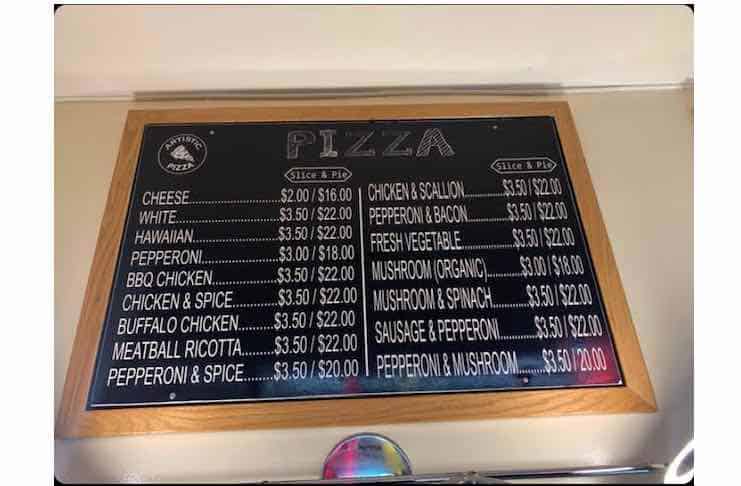 ARTISTIC
PIZZA
PIZZA
Slice & Pie
CHEESE....................$2.00 / $16.00
WHITE.......................$3.50 / $22.00
HAWAIIAN...................$3.50 / $22.00
PEPPERONI.................$3.00 / $18.00
BBQ CHICKEN...............$3.50 / $22.00
CHICKEN & SPICE..........$3.50 / $22.00
BUFFALO CHICKEN.........$3.50 / $22.00
MEATBALL RICOTTA.......$3.50 / $22.00
PEPPERONI & SPICE.......$3.50 / $20.00
Slice & Pie
CHICKEN & SCALLION.........$3.50 / $22.00
PEPPERONI & BACON.........$3.50 / $22.00
FRESH VEGETABLE............$3.50 / $22.00
MUSHROOM (ORGANIC)........$3.00 / $18.00
MUSHROOM & SPINACH........$3.50 / $22.00
SAUSAGE & PEPPERONI........$3.50 / $22.00
PEPPERONI & MUSHROOM......$3.50 / 20.00